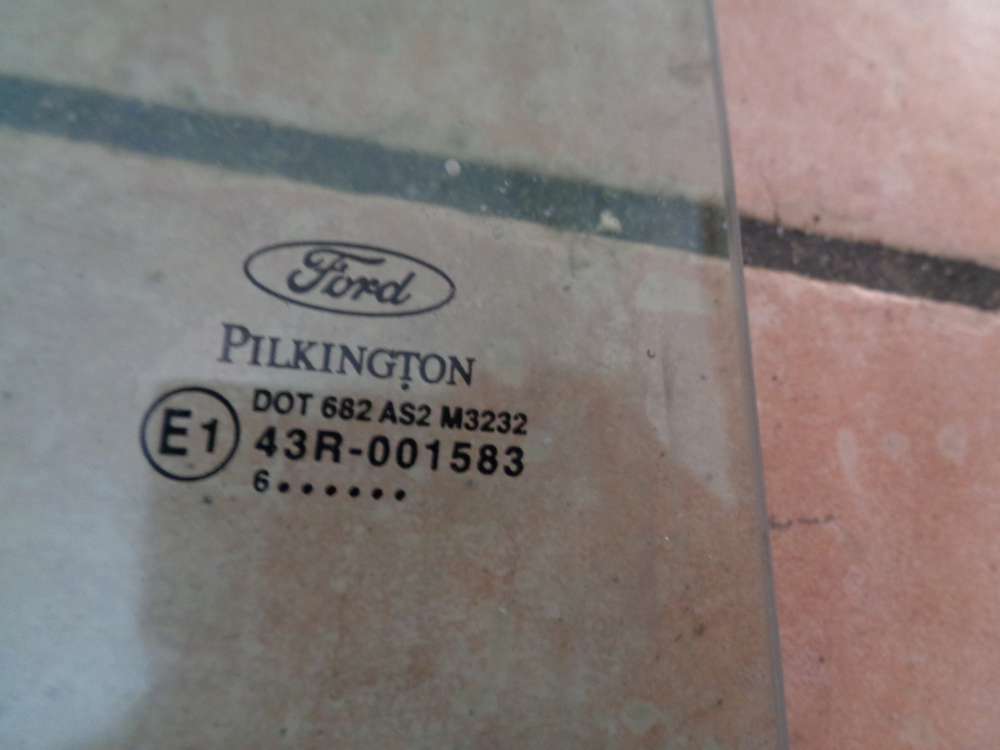 Ford
PILKINGTON
E1
DOT 682 AS2 M3232
43R-001583
6••••••